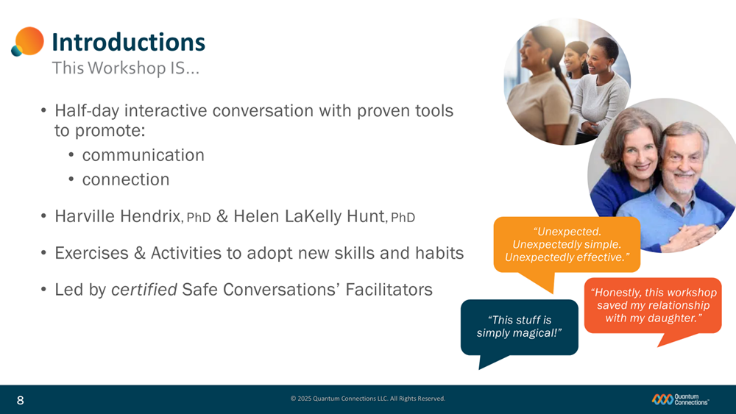 Introductions
This Workshop IS...
• Half-day interactive conversation with proven tools
to promote:
• communication
• connection
• Harville Hendrix, PhD & Helen LaKelly Hunt, PhD
• Exercises & Activities to adopt new skills and habits
• Led by certified Safe Conversations’ Facilitators
“Unexpected.
Unexpectedly simple.
Unexpectedly effective.”
“Honestly, this workshop
saved my relationship
with my daughter.”
“This stuff is
simply magical!”
8
© 2025 Quantum Connections LLC. All Rights Reserved.
Quantum
Connections™